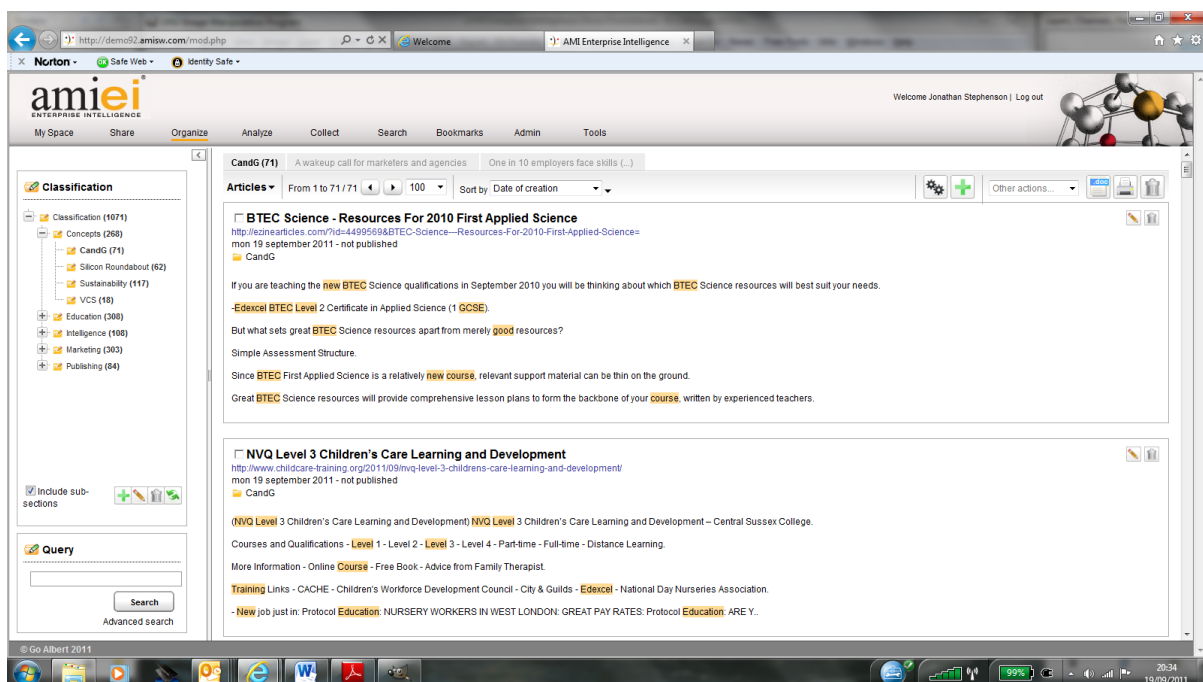 http://demo92.amisw.com/mod.php
Welcome
AMI Enterprise Intelligence
X Norton
OK Safe Web
Identity Safe
amiei
ENTERPRISE INTELLIGENCE
Welcome Jonathan Stephenson | Log out
My Space Share Organize Analyze Collect Search Bookmarks Admin Tools
CandG (71) A wakeup call for marketers and agencies One in 10 employers face skills (...)
Articles From 1 to 71 / 71 100 Sort by Date of creation Other actions... .doc
Classification
Classification (1071)
Concepts (268)
CandG (71)
Silicon Roundabout (62)
Sustainability (117)
VCS (18)
Education (308)
Intelligence (108)
Marketing (303)
Publishing (84)
Include sub-
sections
Query
Search
Advanced search
BTEC Science - Resources For 2010 First Applied Science
http://ezinearticles.com/?id=4499569&BTEC-Science---Resources-For-2010-First-Applied-Science=
mon 19 september 2011 - not published
CandG
If you are teaching the new BTEC Science qualifications in September 2010 you will be thinking about which BTEC Science resources will best suit your needs.
-Edexcel BTEC Level 2 Certificate in Applied Science (1 GCSE).
But what sets great BTEC Science resources apart from merely good resources?
Simple Assessment Structure.
Since BTEC First Applied Science is a relatively new course, relevant support material can be thin on the ground.
Great BTEC Science resources will provide comprehensive lesson plans to form the backbone of your course, written by experienced teachers.
NVQ Level 3 Children's Care Learning and Development
http://www.childcare-training.org/2011/09/nvq-level-3-childrens-care-learning-and-development/
mon 19 september 2011 - not published
CandG
(NVQ Level 3 Children's Care Learning and Development) NVQ Level 3 Children's Care Learning and Development – Central Sussex College.
Courses and Qualifications - Level 1 - Level 2 - Level 3 - Level 4 - Part-time - Full-time - Distance Learning.
More Information - Online Course - Free Book - Advice from Family Therapist.
Training Links - CACHE - Children's Workforce Development Council - City & Guilds - Edexcel - National Day Nurseries Association.
- New job just in: Protocol Education: NURSERY WORKERS IN WEST LONDON: GREAT PAY RATES: Protocol Education: ARE Y..
© Go Albert 2011
99%
20:34
19/09/2011